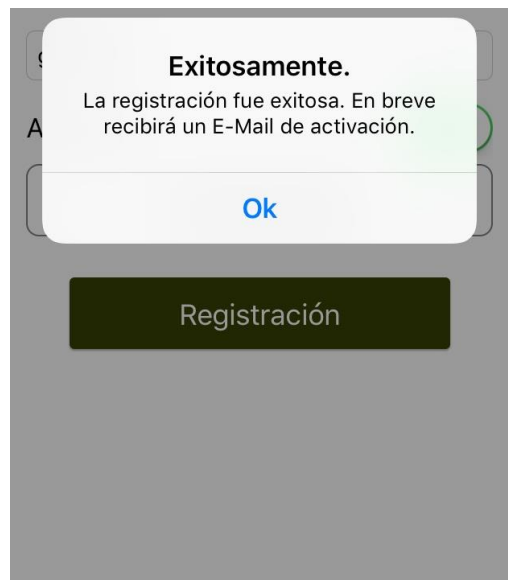 Exitosamente.
La registración fue exitosa. En breve
recibirá un E-Mail de activación.
A
Ok
Registración